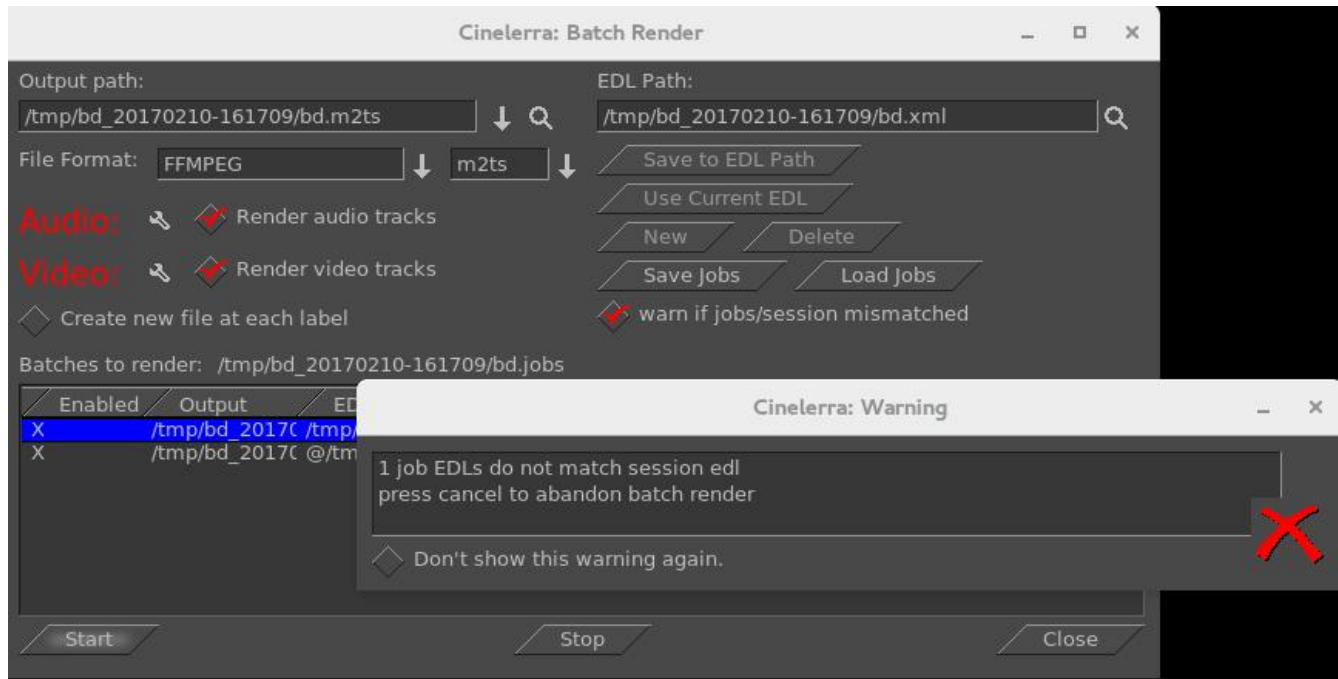 Cinelerra: Batch Render
Output path:
/tmp/bd_20170210-161709/bd.m2ts
EDL Path:
/tmp/bd_20170210-161709/bd.xml
File Format:
FFMPEG
m2ts
Save to EDL Path
Use Current EDL
Audio:
Render audio tracks
New
Delete
Video:
Render video tracks
Save Jobs
Load Jobs
Create new file at each label
warn if jobs/session mismatched
Batches to render: /tmp/bd_20170210-161709/bd.jobs
Enabled Output ED
X /tmp/bd_2017( /tmp/
X /tmp/bd_2017( @/tm
Cinelerra: Warning
1 job EDLs do not match session edl
press cancel to abandon batch render
Don't show this warning again.
Start
Stop
Close